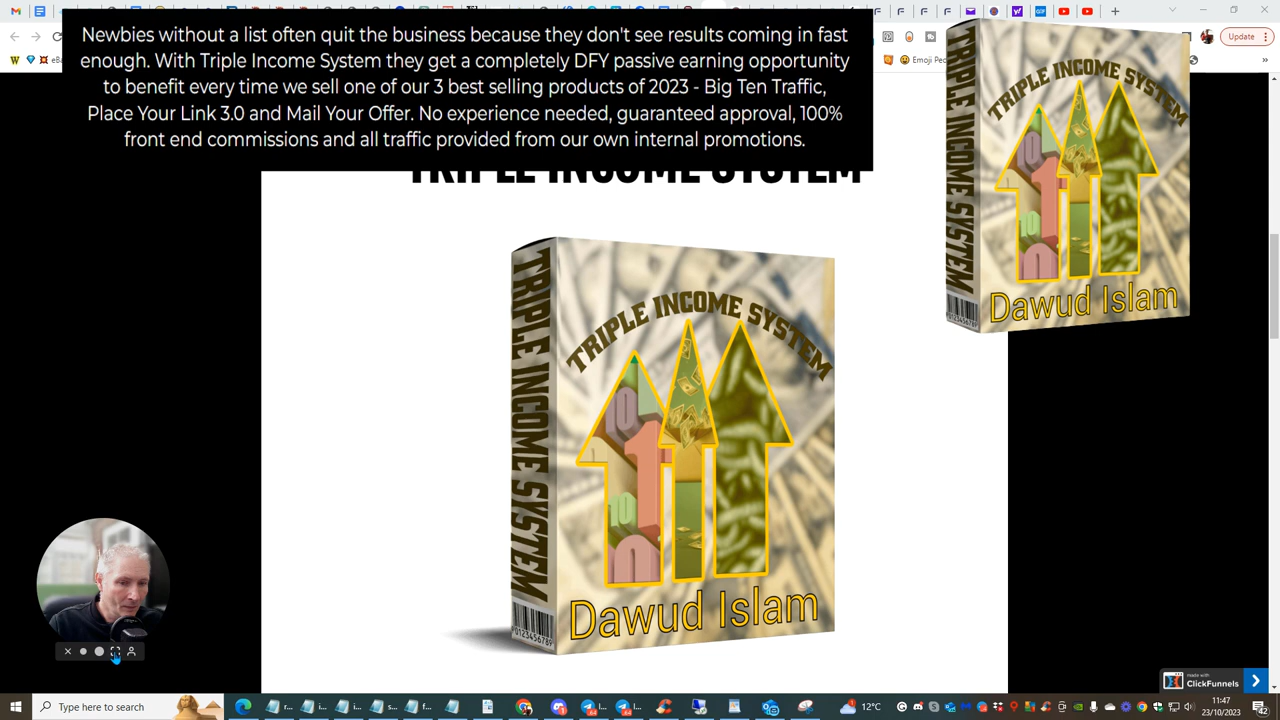 Update
Newbies without a list often quit the business because they don't see results coming in fast
enough. With Triple Income System they get a completely DFY passive earning opportunity
to benefit every time we sell one of our 3 best selling products of 2023 - Big Ten Traffic,
Place Your Link 3.0 and Mail Your Offer. No experience needed, guaranteed approval, 100%
front end commissions and all traffic provided from our own internal promotions.
Emoji Pec
TRIPLE INCOME SYSTEM
TRIPLE INCOME SYSTEM
TRIPLE INCOME SYSTEM
Dawud Islam
TRIPLE INCOME SYSTEM
TRIPLE INCOME SYSTEM
Dawud Islam
made with
ClickFunnels
Type here to search
12°C
11:47
23/10/2023